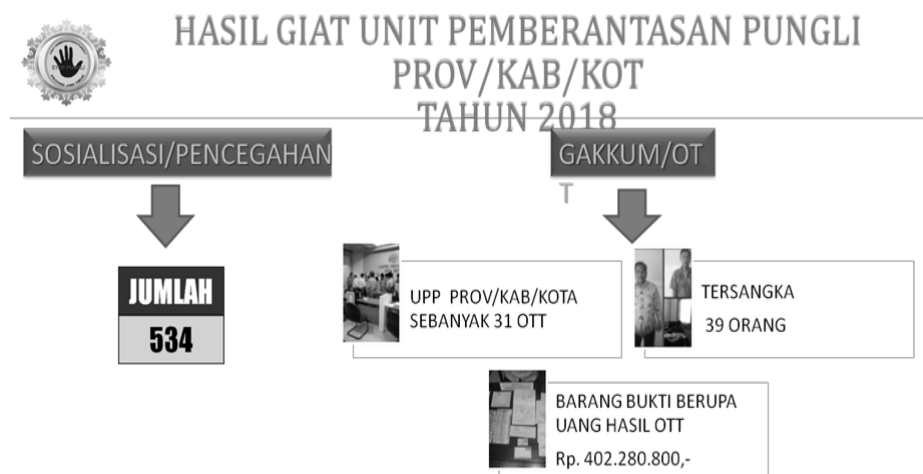 HASIL GIAT UNIT PEMBERANTASAN PUNGLI
PROV/KAB/KOT
TAHUN 2018
SOSIALISASI/PENCEGAHAN
GAKKUM/OT
T
JUMLAH
534
UPP PROV/KAB/KOTA
SEBANYAK 31 OTT
TERSANGKA
39 ORANG
BARANG BUKTI BERUPA
UANG HASIL OTT
Rp. 402.280.800,-